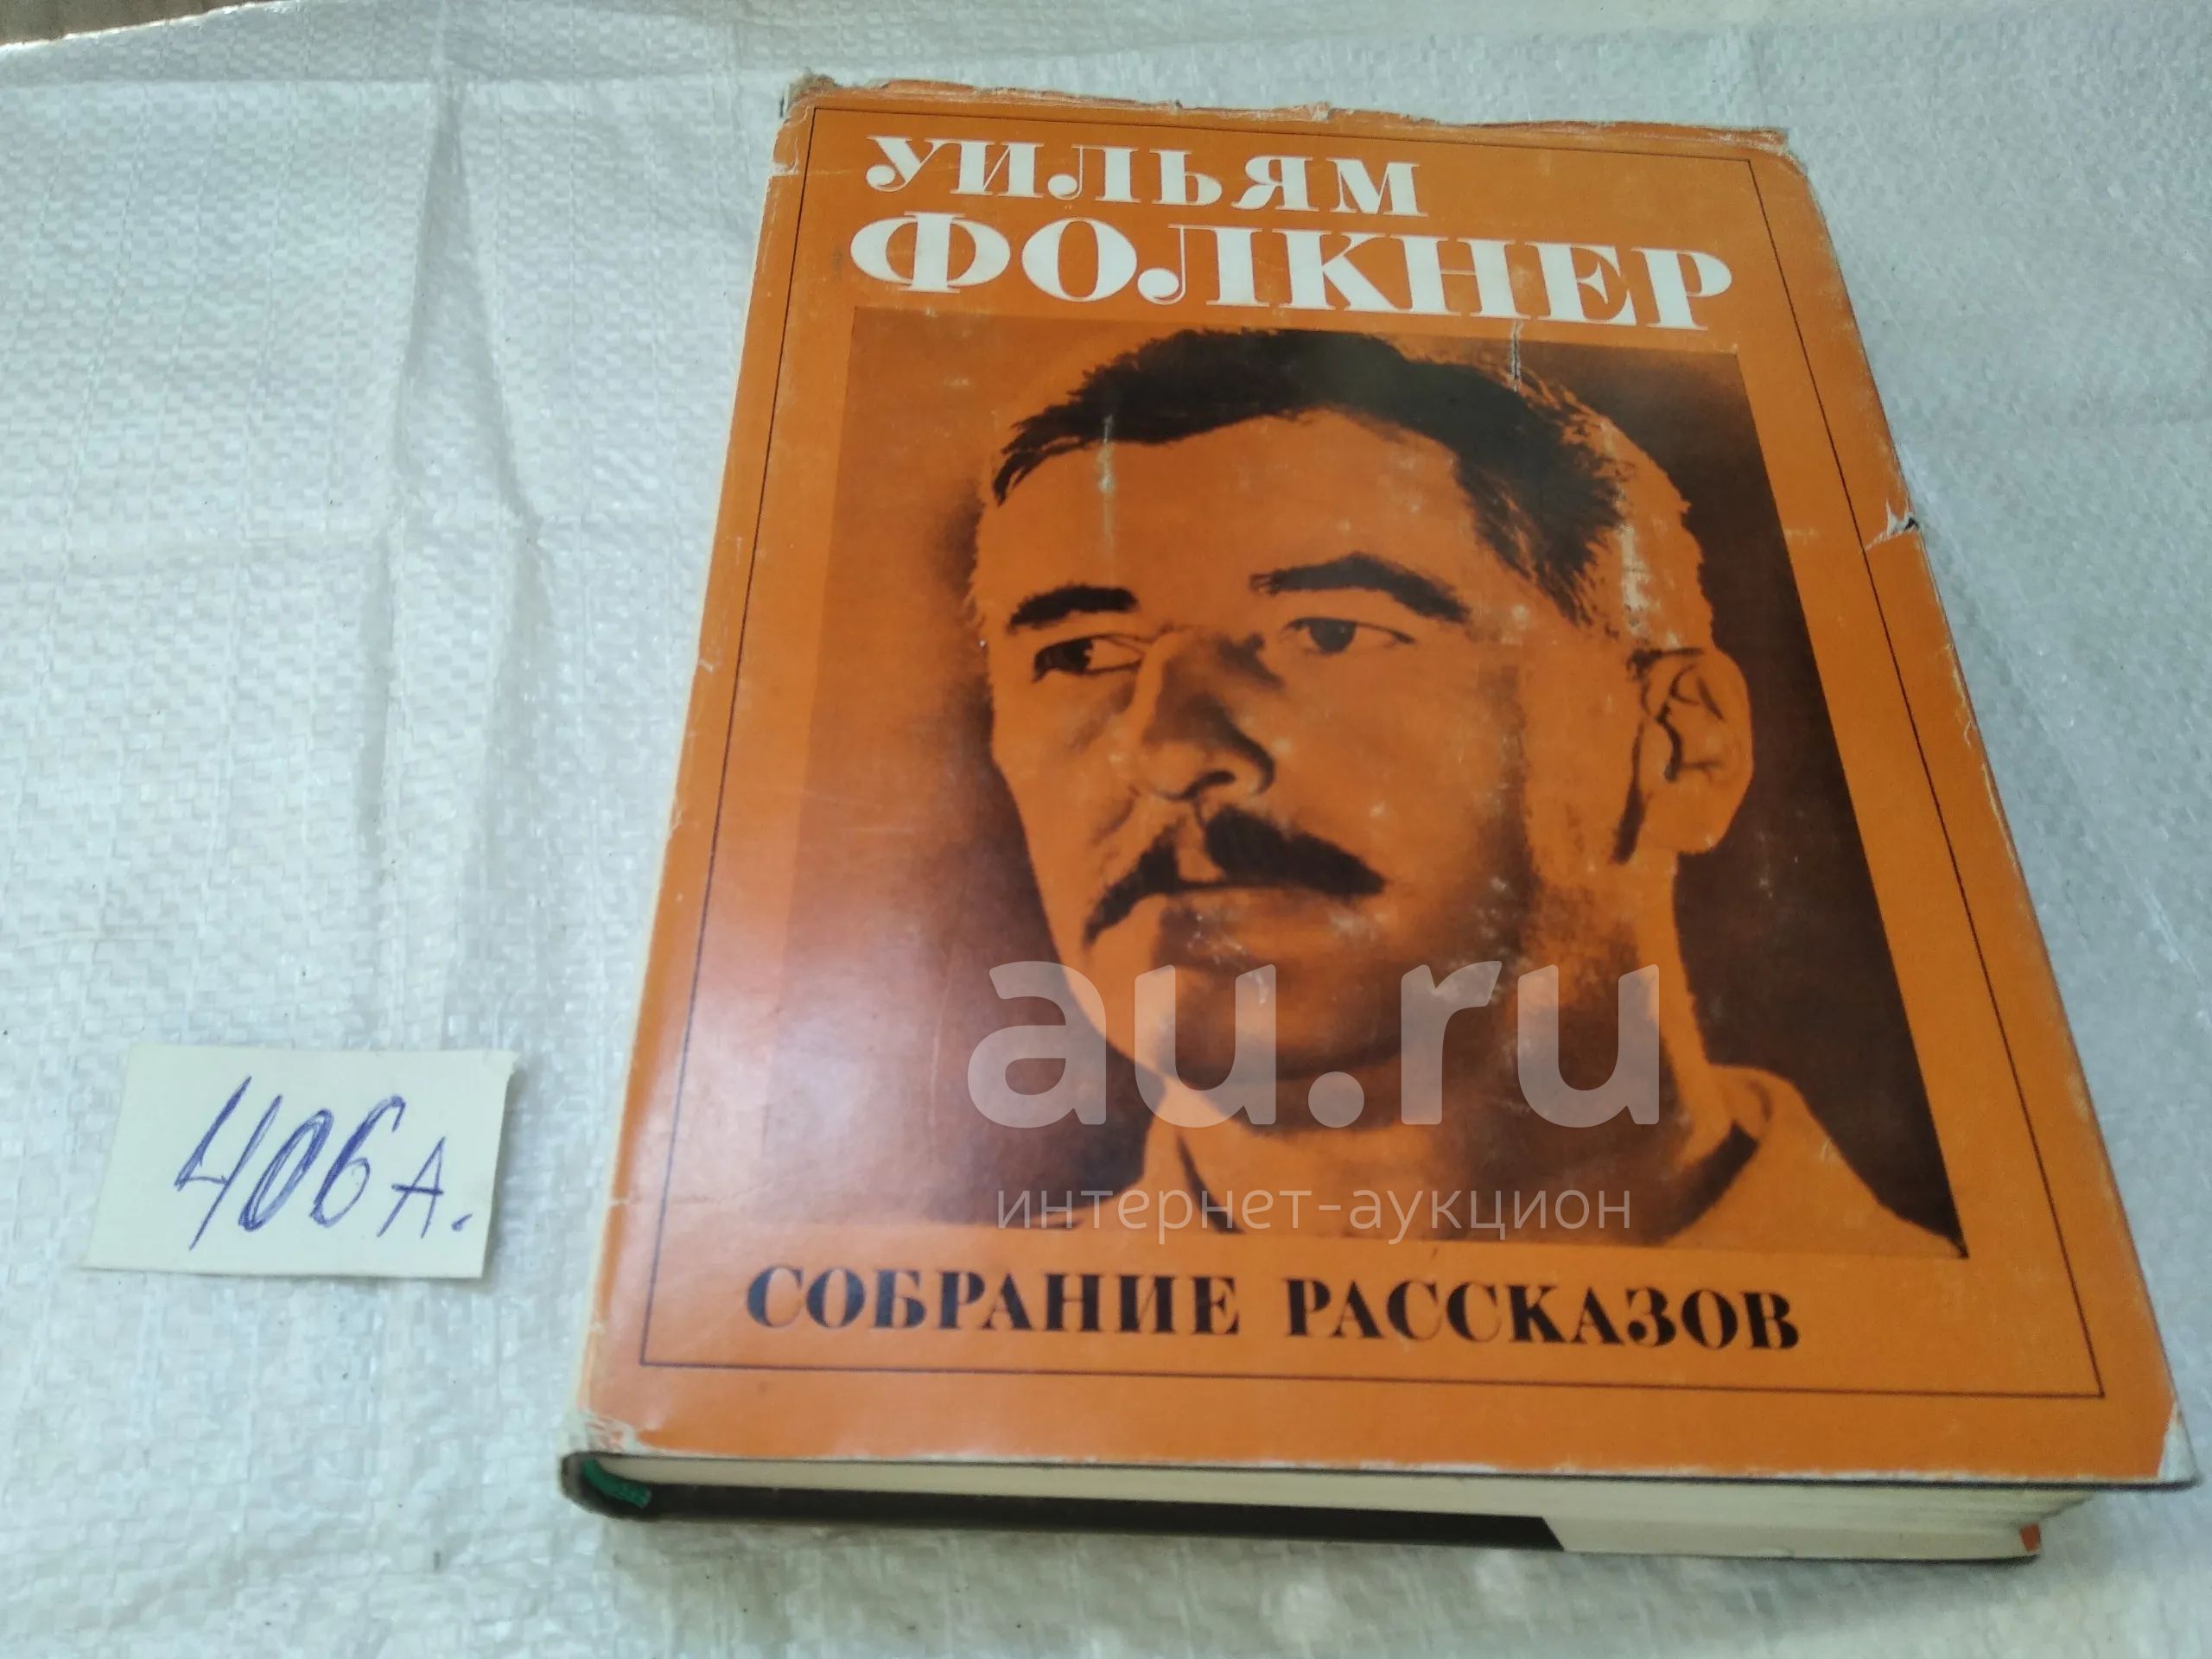 УИЛЬЯМ
ФОЛКНЕР
au.ru
интернет-аукцион
406А.
СОБРАНИЕ РАССКАЗОВ